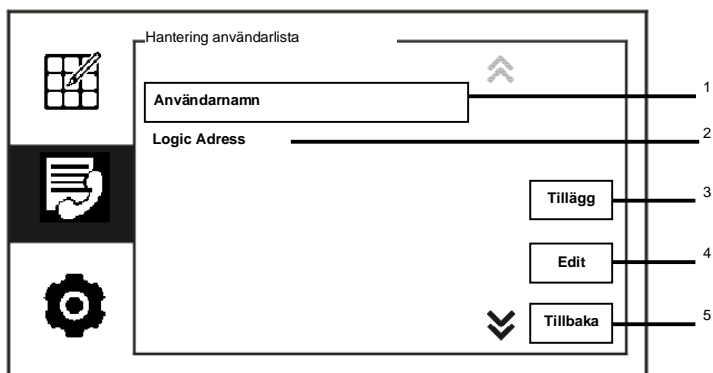 Hantering användarlista
Användarnamn
1
Logic Adress
2
Tillägg
3
Edit
4
Tillbaka
5